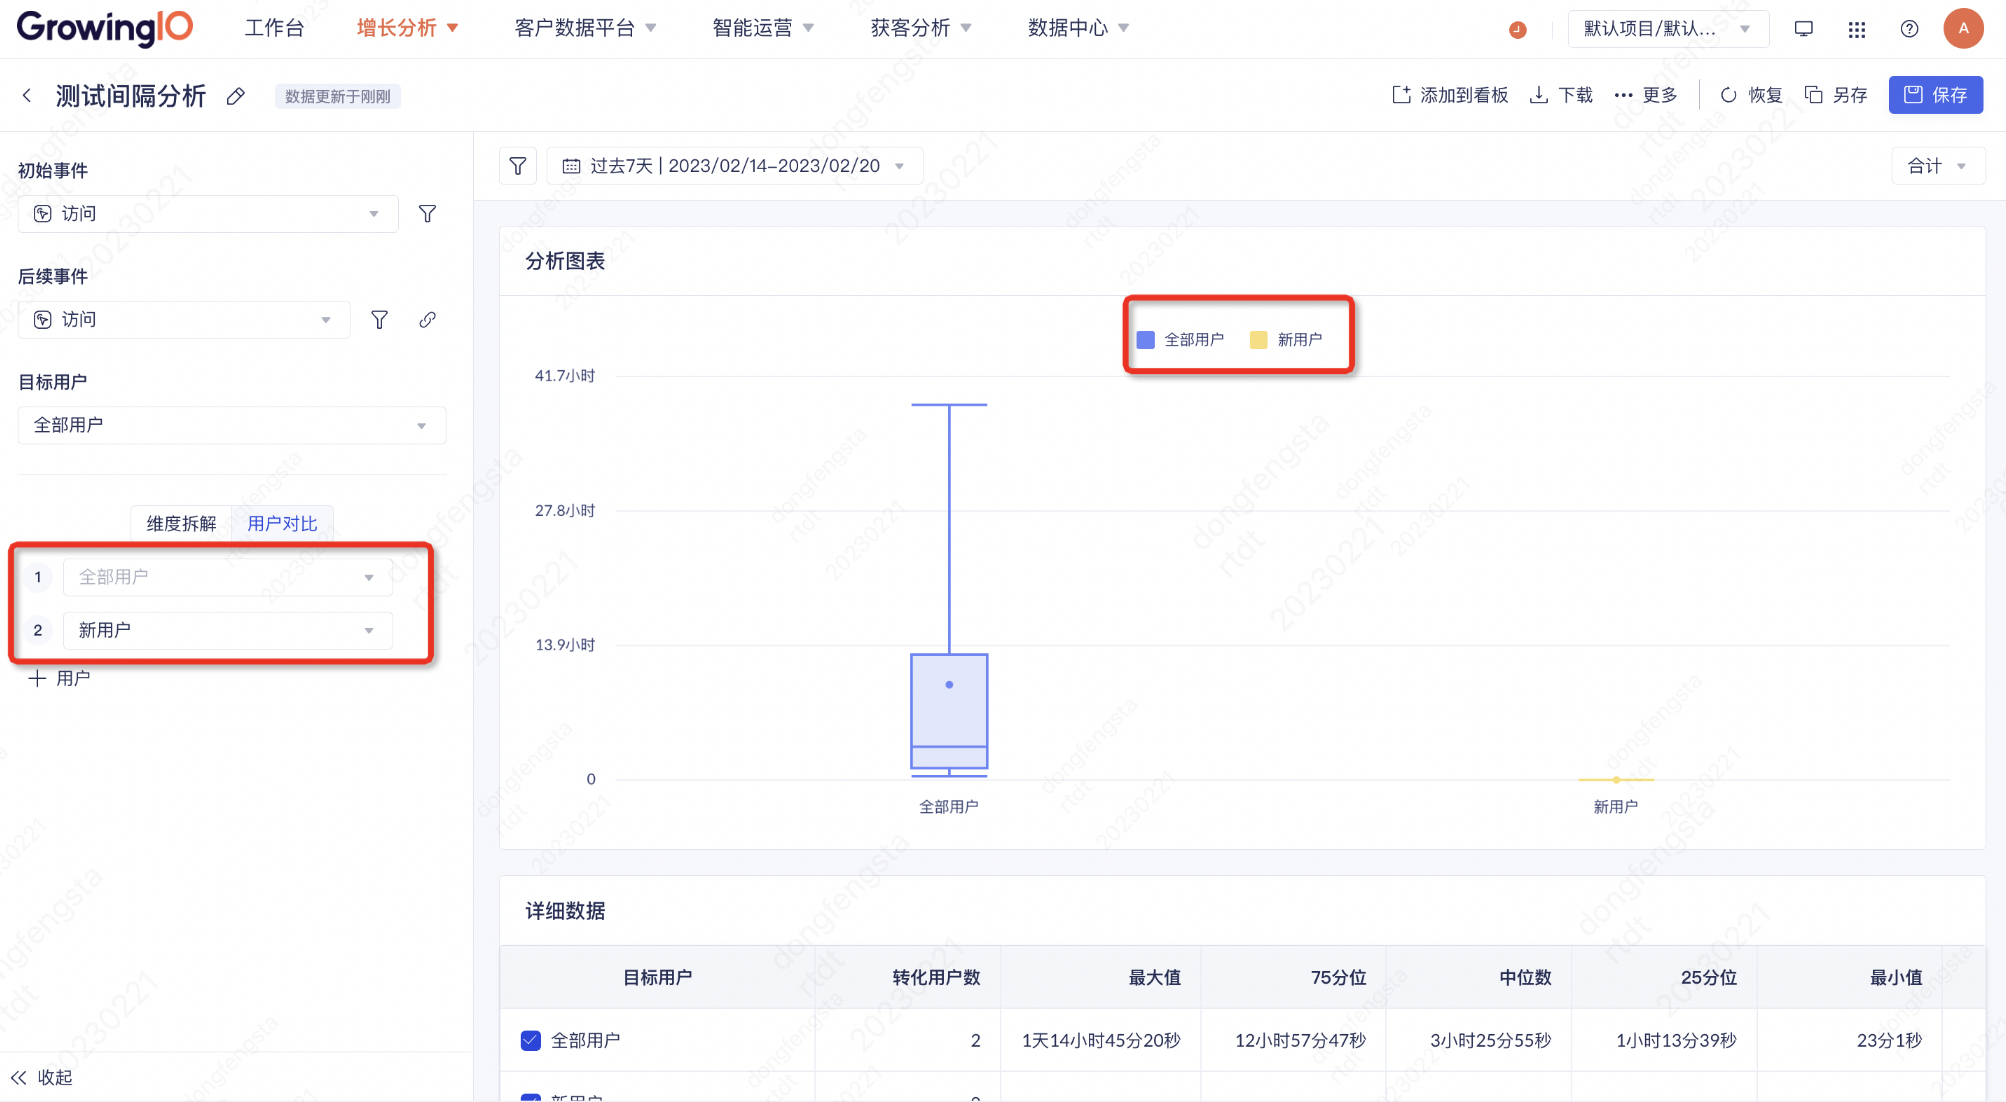 GrowingIO 工作台 增长分析 客户数据平台 智能运营 获客分析 数据中心 默认项目/默认... A
测试间隔分析 数据更新于刚刚 添加到看板 下载 更多 恢复 另存 保存
初始事件
访问
后续事件
访问
目标用户
全部用户
维度拆解 用户对比
1 全部用户
2 新用户
用户
收起
过去7天 | 2023/02/14-2023/02/20 合计
分析图表
全部用户 新用户
41.7小时
27.8小时
13.9小时
0
全部用户 新用户
详细数据
目标用户 转化用户数 最大值 75分位 中位数 25分位 最小值
全部用户 2 1天14小时45分20秒 12小时57分47秒 3小时25分55秒 1小时13分39秒 23分1秒
新用户
dongfengsta
rtdt
20230221